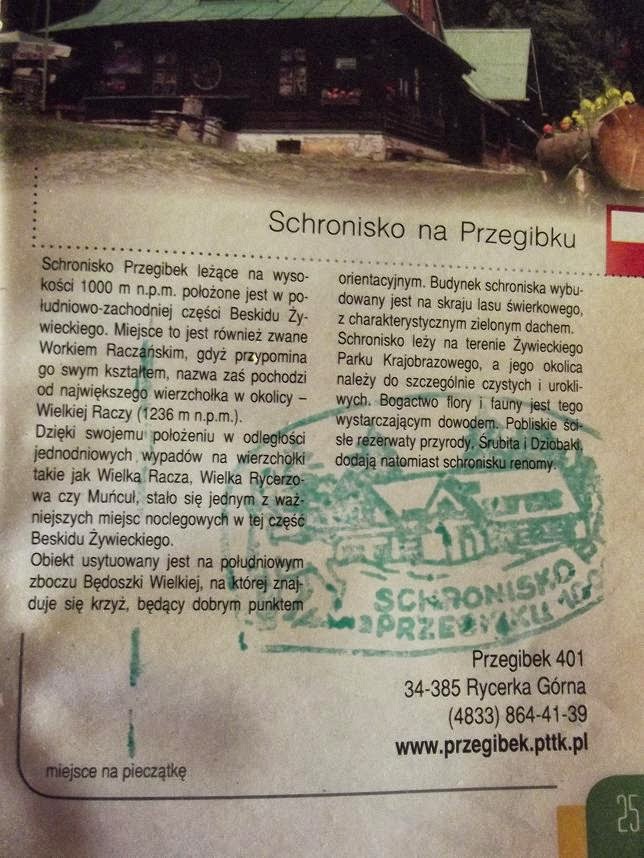 Schronisko na Przegibku
Schronisko Przegibek leżące na wyso-
kości 1000 m n.p.m. położone jest w po-
łudniowo-zachodniej części Beskidu Ży-
wieckiego. Miejsce to jest również zwane
Workiem Raczańskim, gdyż przypomina
go swym kształtem, nazwa zaś pochodzi
od największego wierzchołka w okolicy –
Wielkiej Raczy (1236 m n.p.m.).
Dzięki swojemu położeniu w odległości
jednodniowych wypadów na wierzchołki
takie jak Wielka Racza, Wielka Rycerzo-
wa czy Muńcuł, stało się jednym z waż-
niejszych miejsc noclegowych w tej część
Beskidu Żywieckiego.
Obiekt usytuowany jest na południowym
zboczu Będoszki Wielkiej, na której znaj-
duje się krzyż, będący dobrym punktem
orientacyjnym. Budynek schroniska wybu-
dowany jest na skraju lasu świerkowego,
z charakterystycznym zielonym dachem.
Schronisko leży na terenie Żywieckiego
Parku Krajobrazowego, a jego okolica
należy do szczególnie czystych i urokli-
wych. Bogactwo flory i fauny jest tego
wystarczającym dowodem. Pobliskie ści-
słe rezerwaty przyrody, Śrubita i Dziobaki,
dodają natomiast schronisku renomy.
SCHRONISKO
PRZEGIBKU
Przegibek 401
34-385 Rycerka Górna
(4833) 864-41-39
www.przegibek.pttk.pl
miejsce na pieczątkę
25